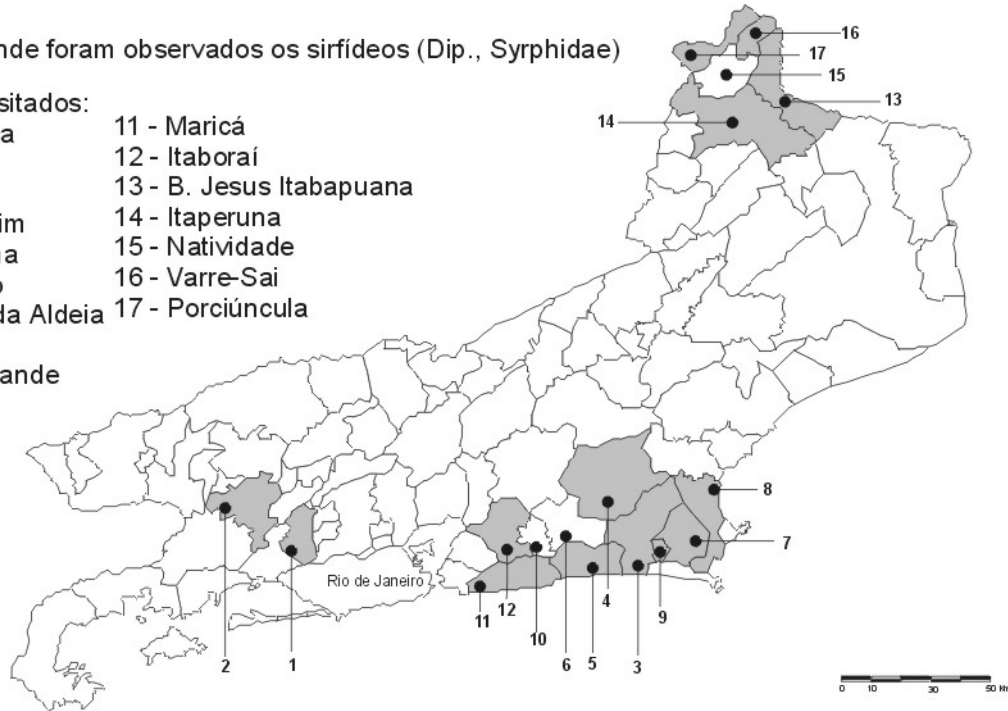 nde foram observados os sirfídeos (Dip., Syrphidae)
sitados:
a
im
na
o
da Aldeia
ande
11 - Maricá
12 - Itaboraí
13 - B. Jesus Itabapuana
14 - Itaperuna
15 - Natividade
16 - Varre-Sai
17 - Porciúncula
16
17
15
13
14
8
7
Rio de Janeiro
9
4
3
5
6
10
12
11
1
2
0 10 30 50 km